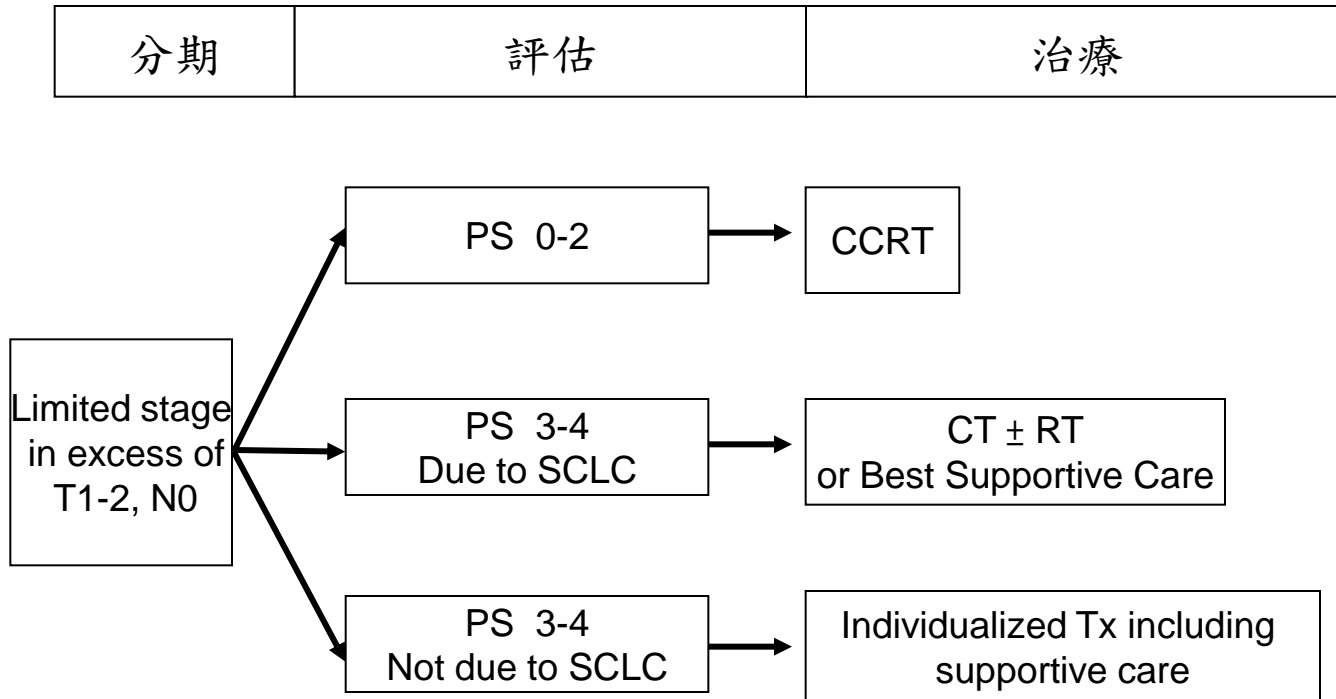 分期
評估
治療
PS 0-2
CCRT
Limited stage
in excess of
T1-2, N0
PS 3-4
Due to SCLC
CT ± RT
or Best Supportive Care
PS 3-4
Not due to SCLC
Individualized Tx including
supportive care